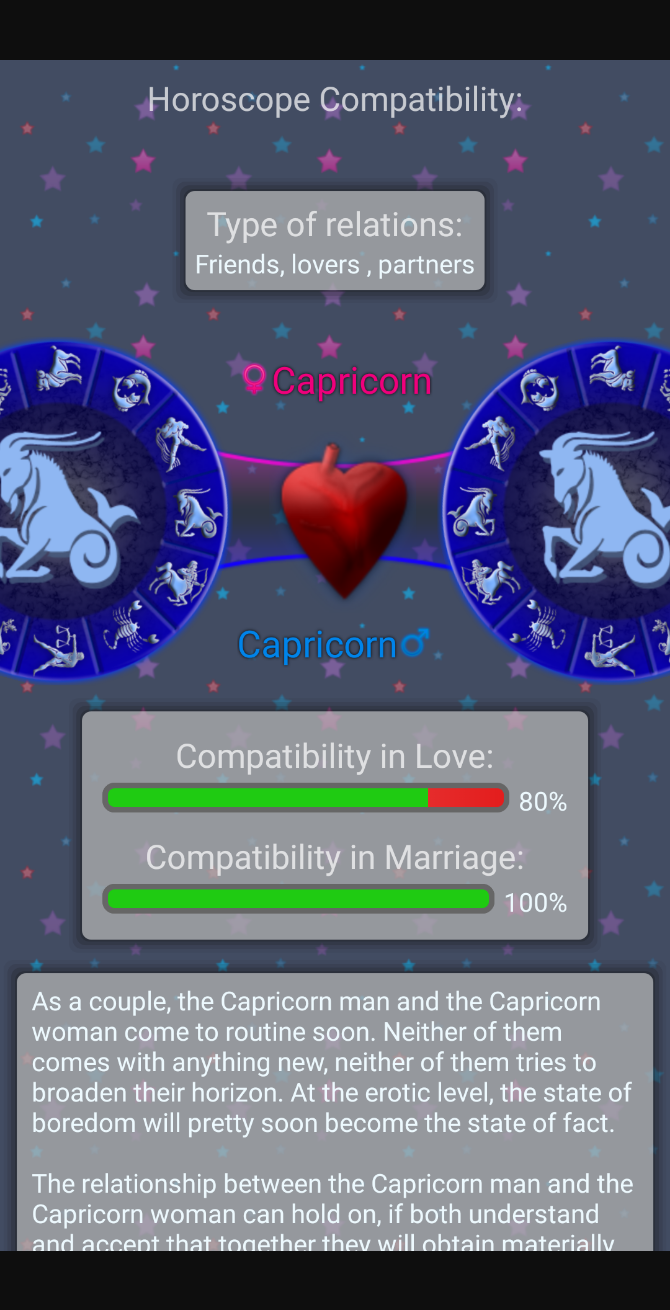 Horoscope Compatibility:
Type of relations:
Friends, lovers , partners
Capricorn
Capricorn
Compatibility in Love:
80%
Compatibility in Marriage:
100%
As a couple, the Capricorn man and the Capricorn
woman come to routine soon. Neither of them
comes with anything new, neither of them tries to
broaden their horizon. At the erotic level, the state of
boredom will pretty soon become the state of fact.
The relationship between the Capricorn man and the
Capricorn woman can hold on, if both understand
and accept that together they will obtain materially